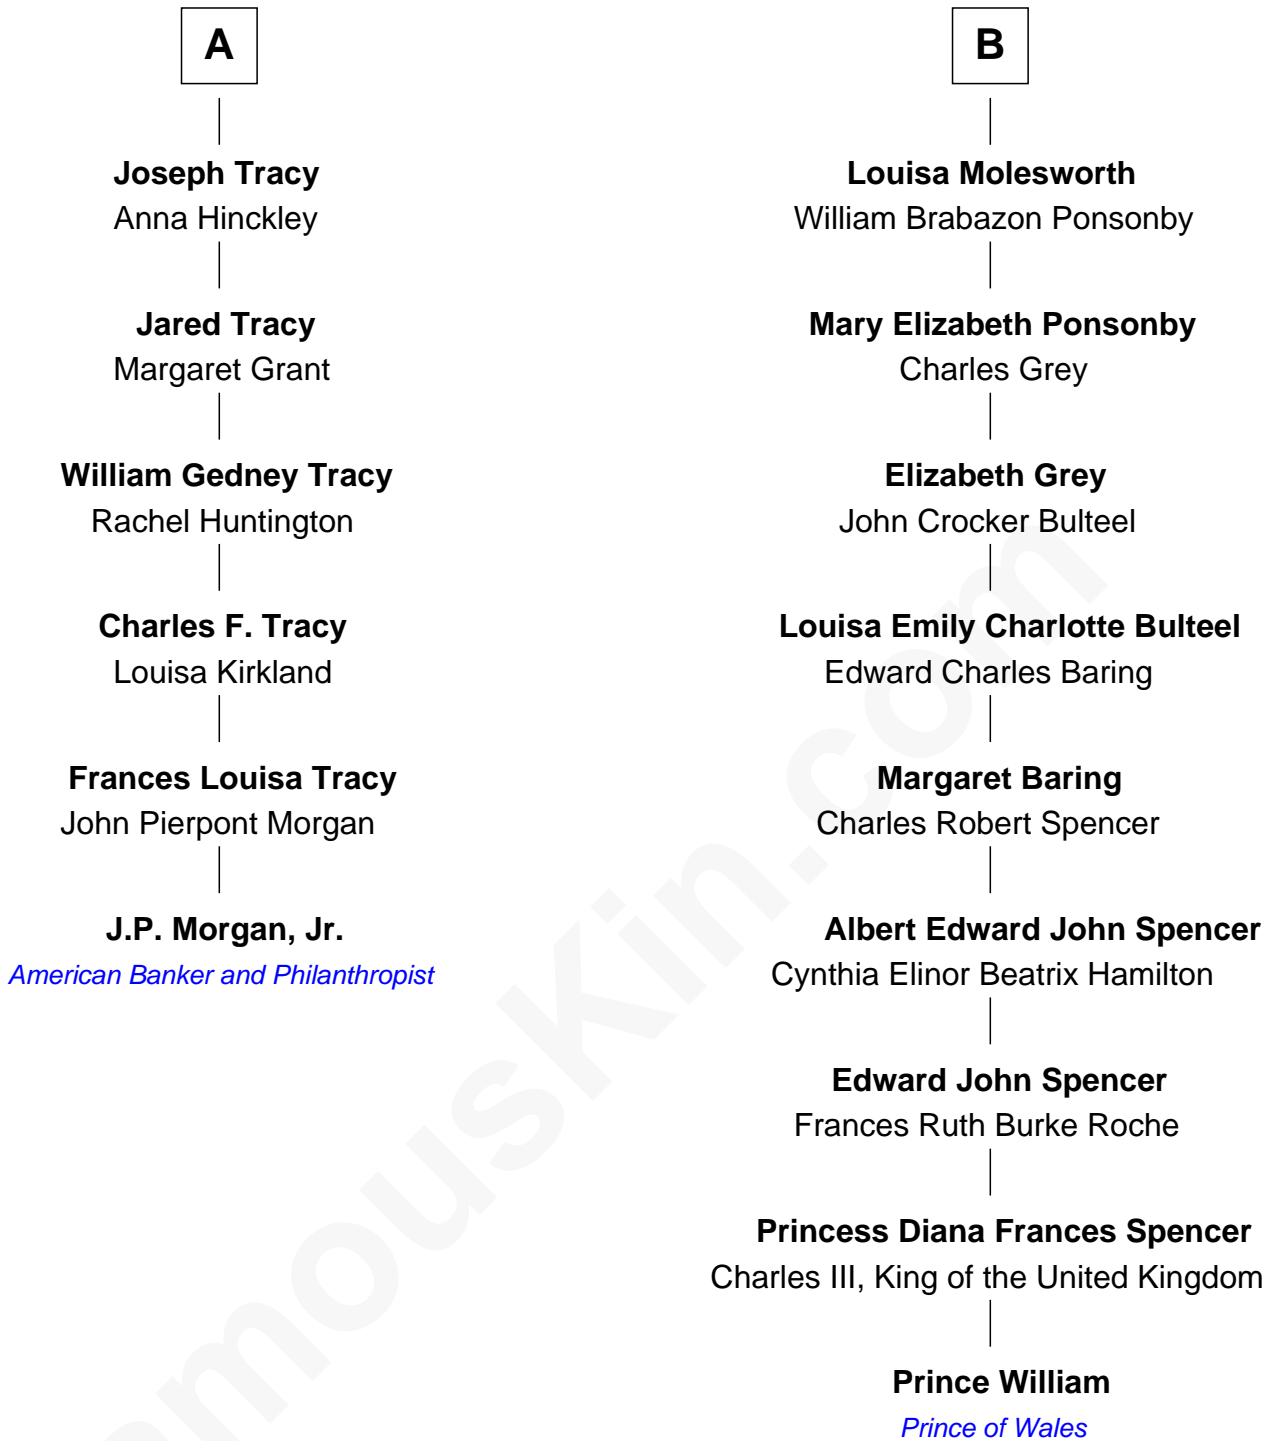 A
Joseph Tracy
Anna Hinckley
Jared Tracy
Margaret Grant
William Gedney Tracy
Rachel Huntington
Charles F. Tracy
Louisa Kirkland
Frances Louisa Tracy
John Pierpont Morgan
J.P. Morgan, Jr.
American Banker and Philanthropist
B
Louisa Molesworth
William Brabazon Ponsonby
Mary Elizabeth Ponsonby
Charles Grey
Elizabeth Grey
John Crocker Bulteel
Louisa Emily Charlotte Bulteel
Edward Charles Baring
Margaret Baring
Charles Robert Spencer
Albert Edward John Spencer
Cynthia Elinor Beatrix Hamilton
Edward John Spencer
Frances Ruth Burke Roche
Princess Diana Frances Spencer
Charles III, King of the United Kingdom
Prince William
Prince of Wales
amousKin.com